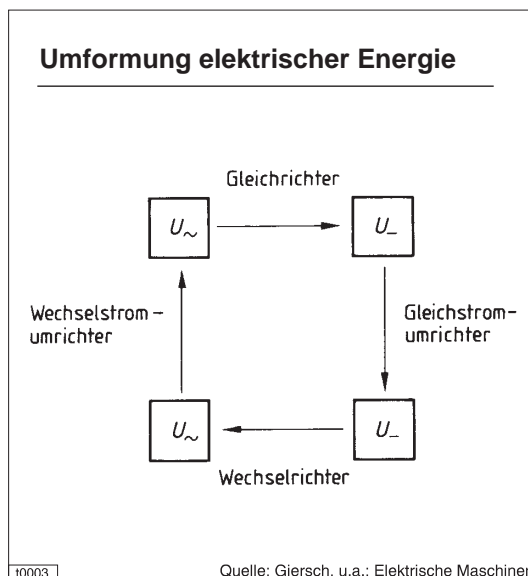 Umformung elektrischer Energie
Gleichrichter
U~
U_
Wechselstrom-
umrichter
Gleichstrom-
umrichter
U~
U_
Wechselrichter
t0003
Quelle: Giersch, u.a.: Elektrische Maschinen